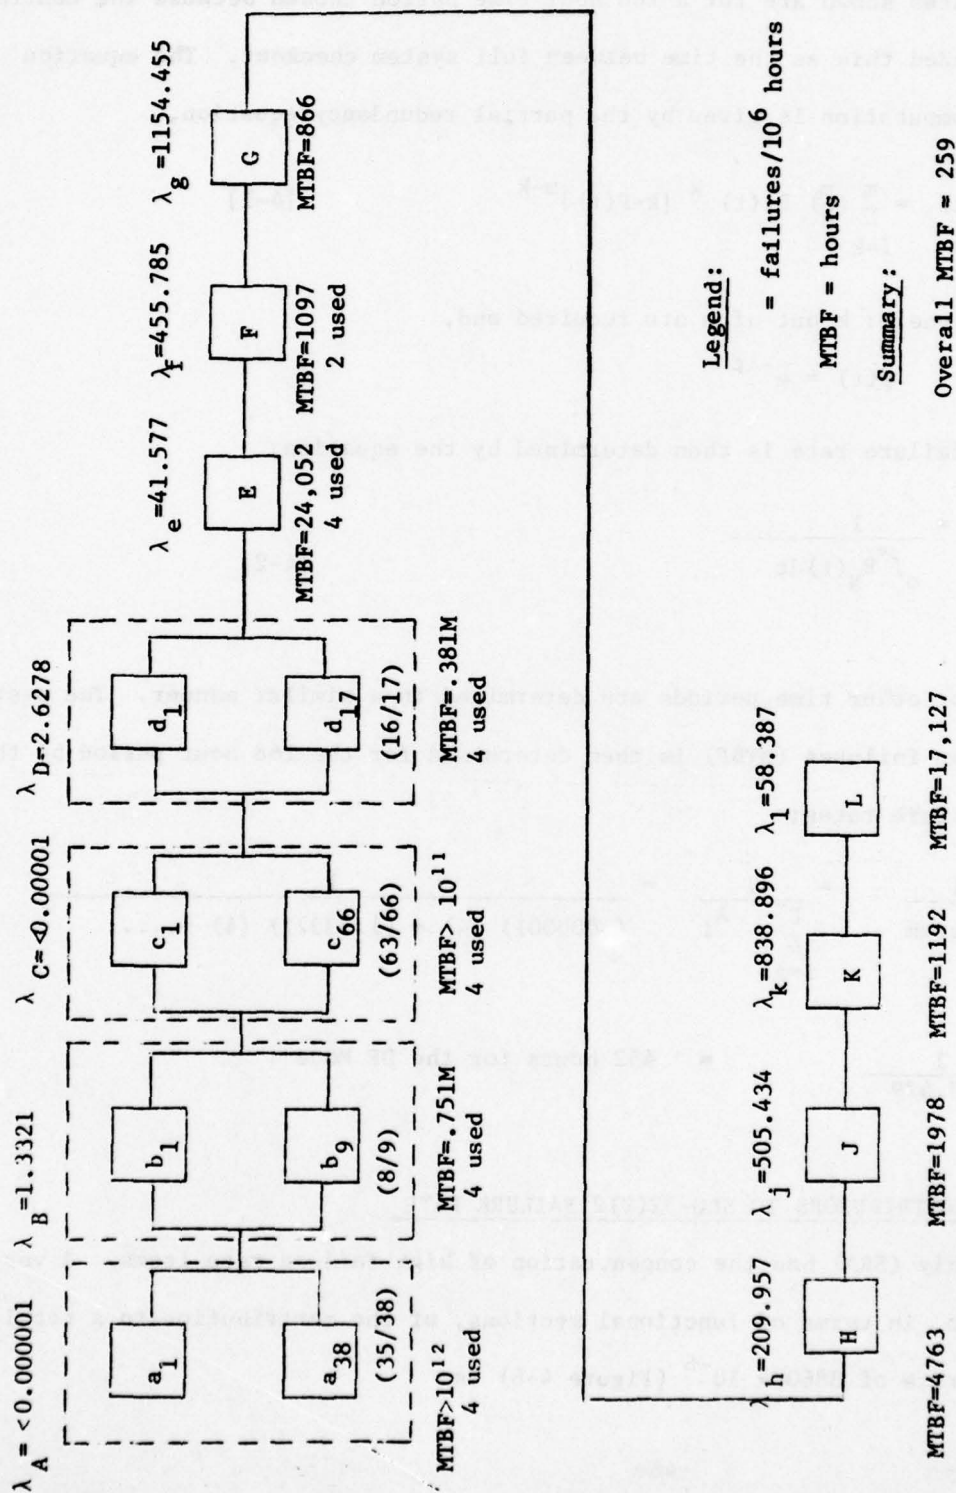 λ A = <0.000001
λ B =1.3321
λ C≈<0.00001
λ D=2.6278
λe=41.577
λf=455.785
λg=1154.455
a1
b1
c1
d1
a38
b9
c66
d17
E
F
G
(35/38)
(8/9)
(63/66)
(16/17)
MTBF>10^12
4 used
MTBF=.751M
4 used
MTBF>10^11
4 used
MTBF=.381M
4 used
MTBF=24,052
4 used
MTBF=1097
2 used
MTBF=866
λh=209.957
λj=505.434
λk=838.896
λl=58.387
H
J
K
L
MTBF=4763
MTBF=1978
MTBF=1192
MTBF=17,127
Legend:
λ = failures/10^6 hours
MTBF = hours
Summary:
Overall MTBF = 259